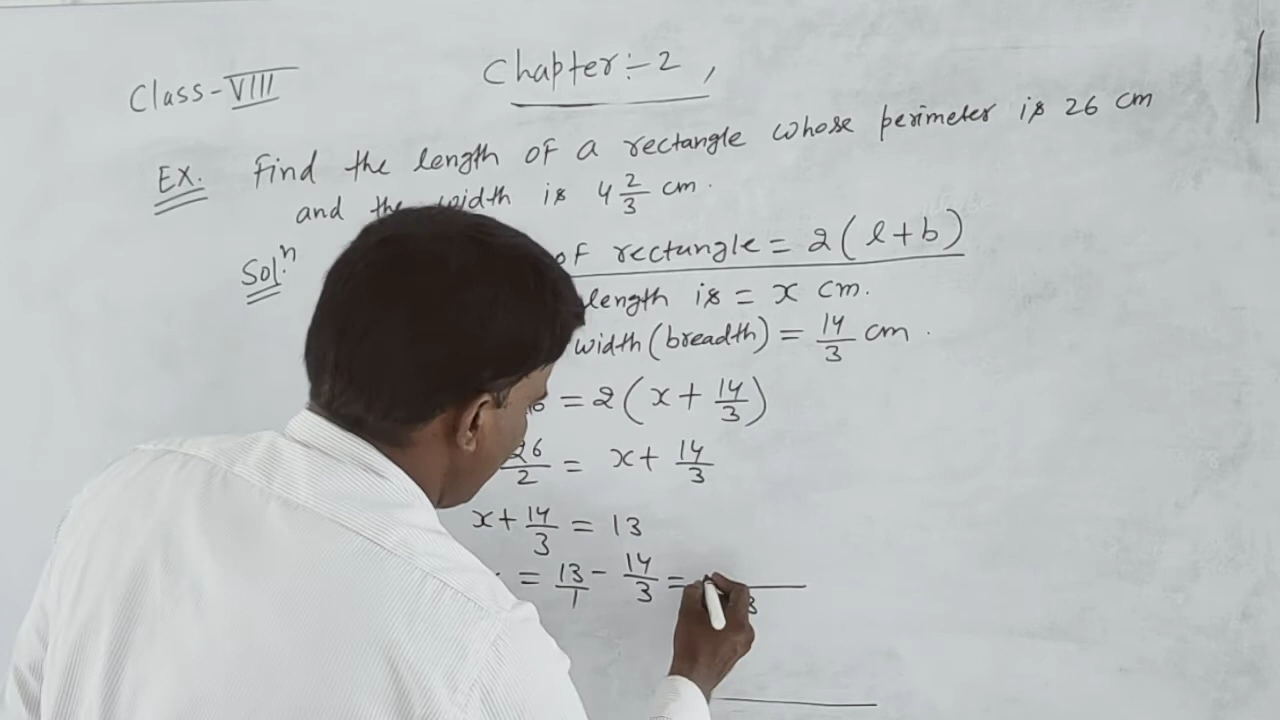 Class-VIII
Chapter:-2,
Ex. Find the length of a rectangle whose perimeter is 26 cm
and the width is 4 2/3 cm.
Sol.ⁿ
of rectangle = 2(l+b)
length is = x cm.
width (breadth) = 14/3 cm.
= 2(x + 14/3)
26/2 = x + 14/3
x + 14/3 = 13
= 13/1 - 14/3 =
3